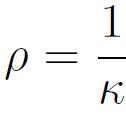 ρ = 1/κ